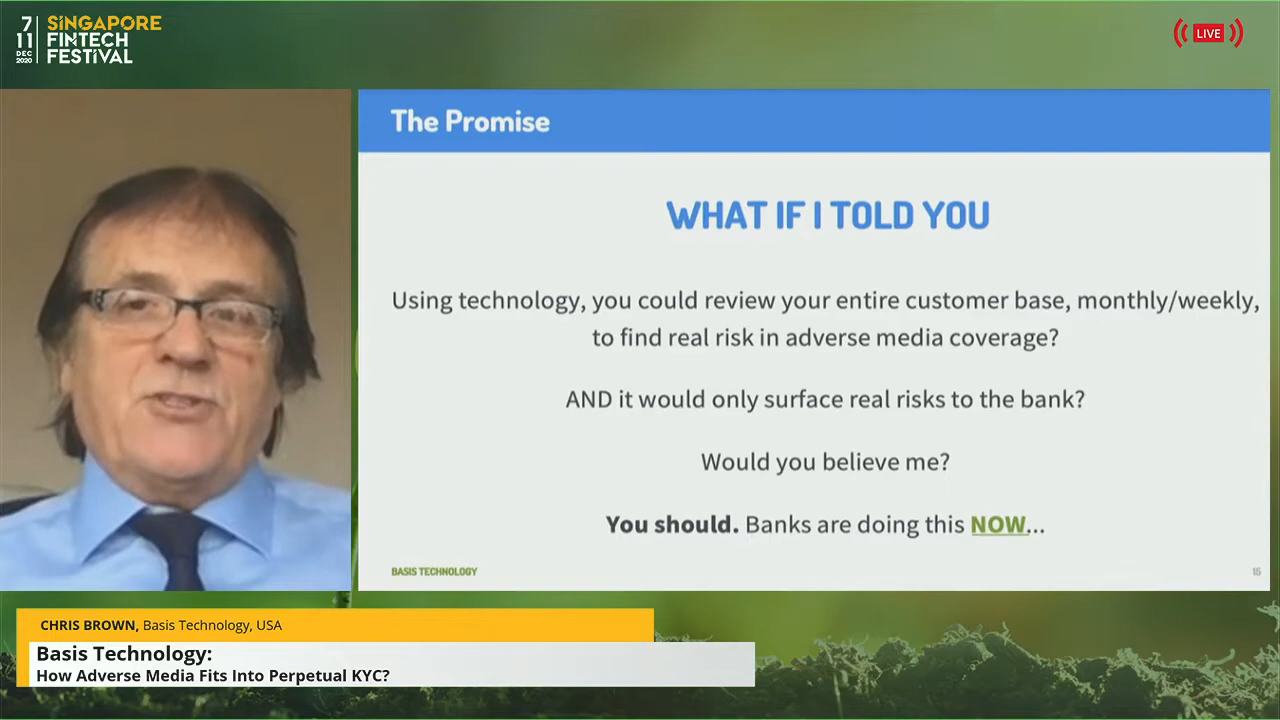 7
11
DEC
2020
SiNGAPORE
FiNTECH
FESTiVAL
LIVE
The Promise
WHAT IF I TOLD YOU
Using technology, you could review your entire customer base, monthly/weekly,
to find real risk in adverse media coverage?
AND it would only surface real risks to the bank?
Would you believe me?
You should. Banks are doing this NOW...
BASIS TECHNOLOGY
15
CHRIS BROWN, Basis Technology, USA
Basis Technology:
How Adverse Media Fits Into Perpetual KYC?